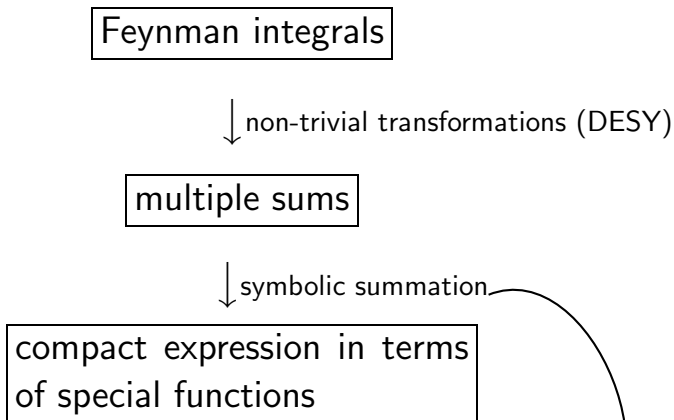 Feynman integrals
non-trivial transformations (DESY)
multiple sums
symbolic summation
compact expression in terms
of special functions